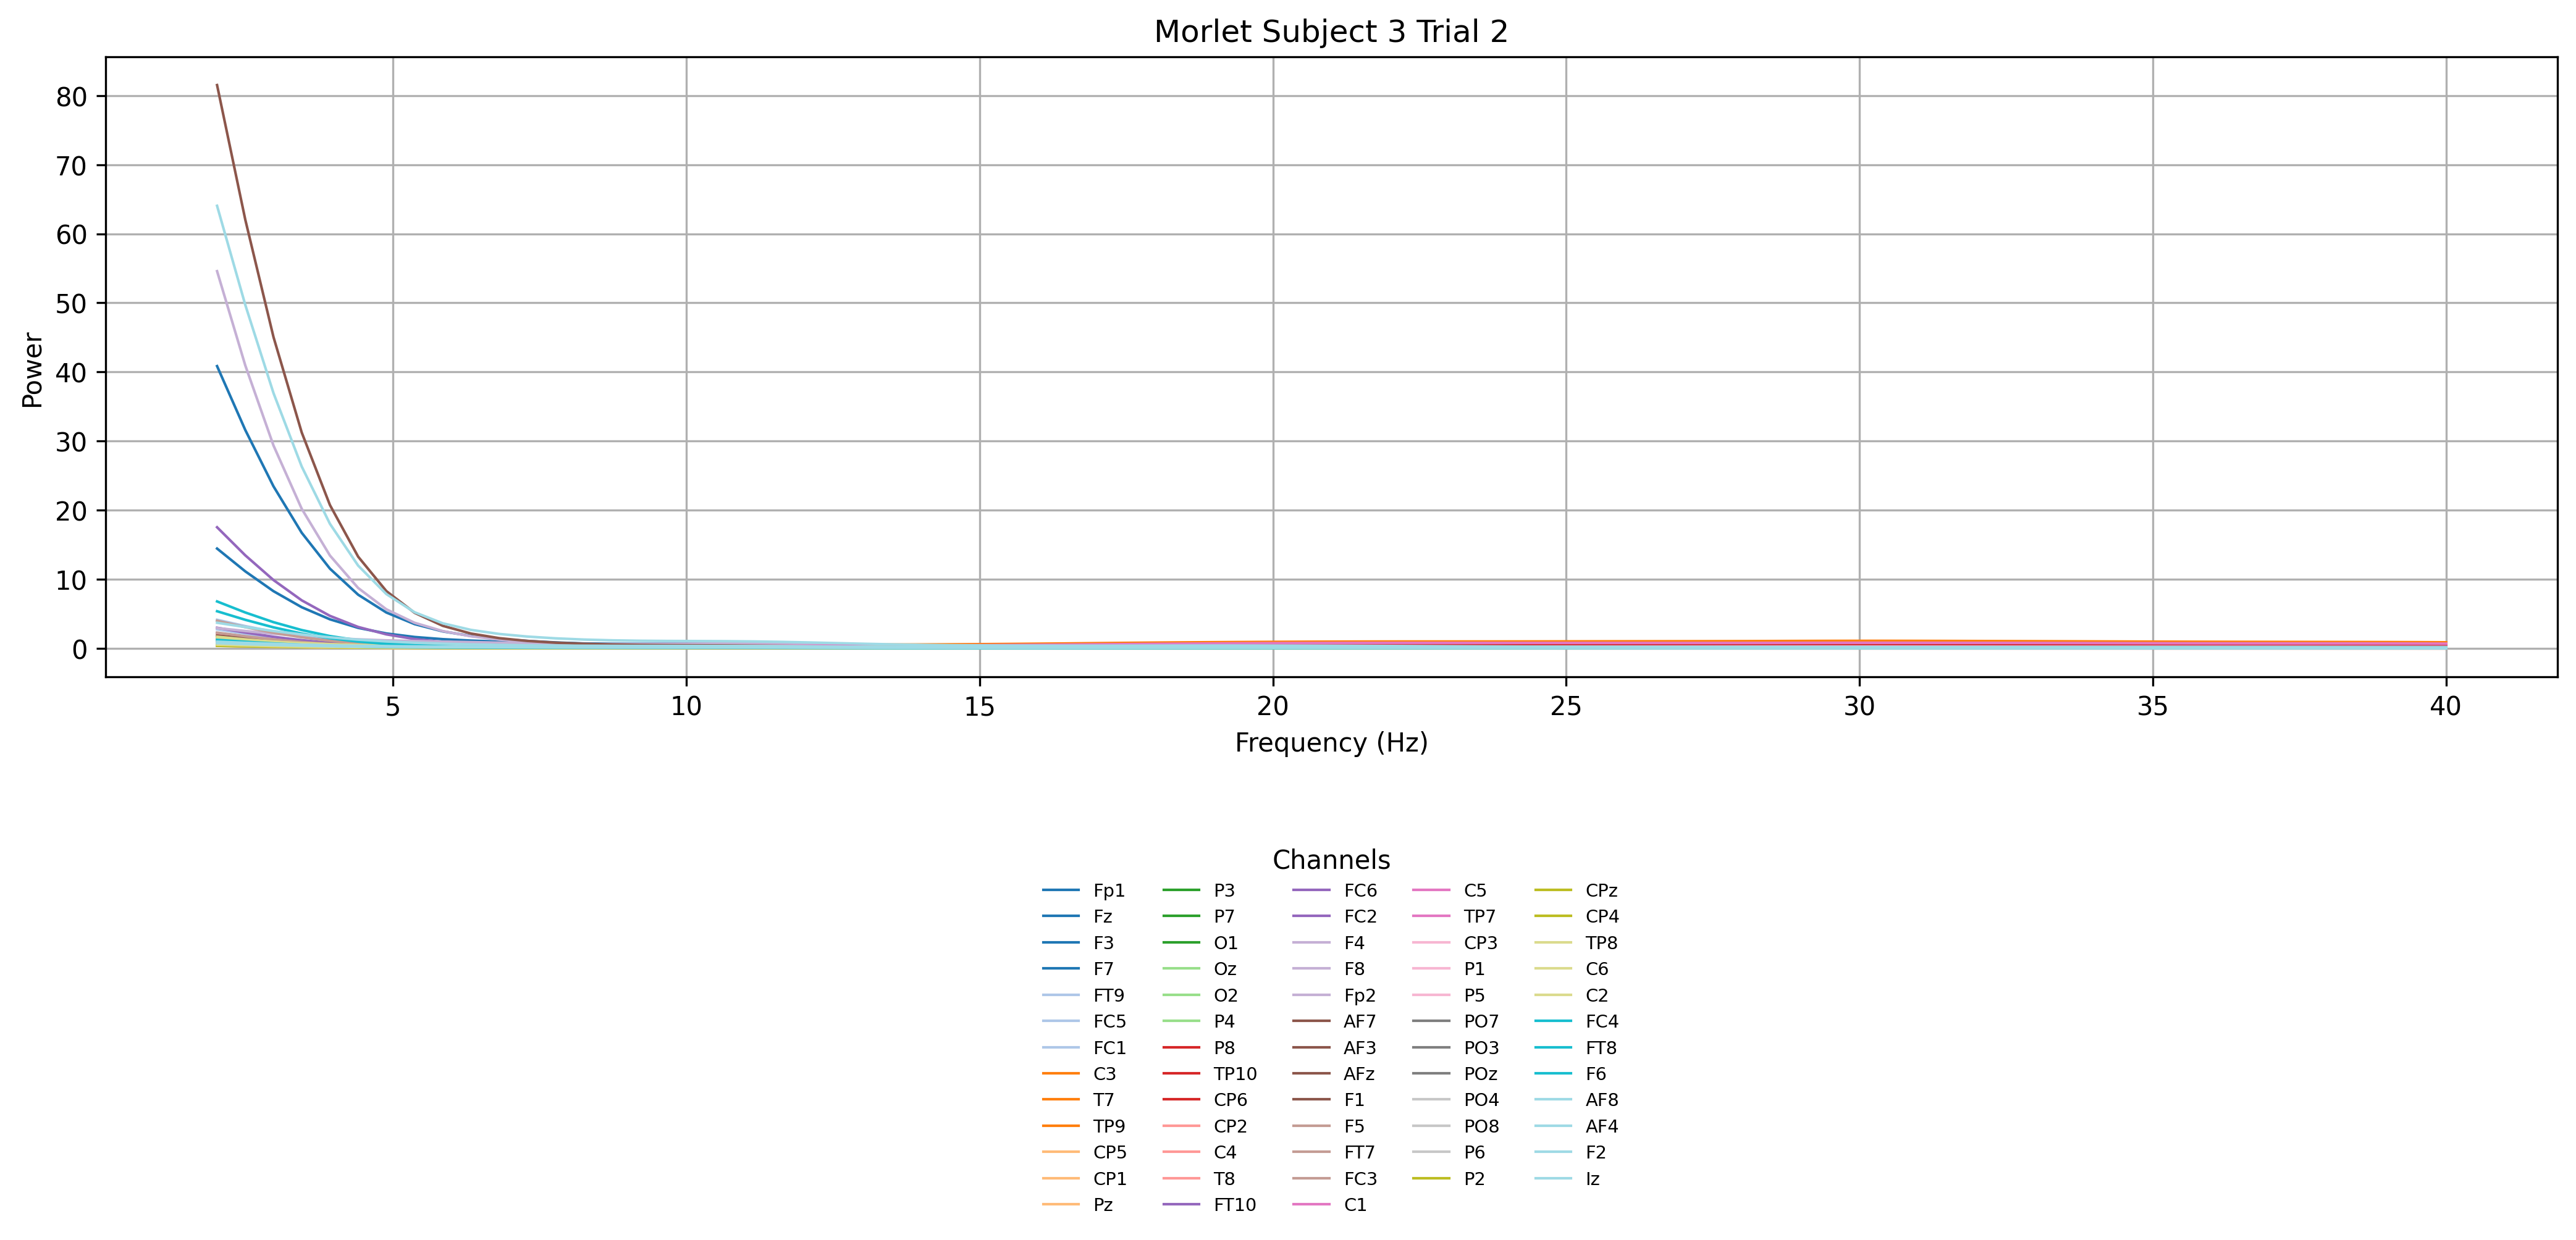 Morlet Subject 3 Trial 2
Power
80
70
60
50
40
30
20
10
0
5 10 15 20 25 30 35 40
Frequency (Hz)
Channels
Fp1 P3 FC6 C5 CPz
Fz P7 FC2 TP7 CP4
F3 O1 F4 CP3 TP8
F7 Oz F8 P1 C6
FT9 O2 Fp2 P5 C2
FC5 P4 AF7 PO7 FC4
FC1 P8 AF3 PO3 FT8
C3 TP10 AFz POz F6
T7 CP6 F1 PO4 AF8
TP9 CP2 F5 PO8 AF4
CP5 C4 FT7 P6 F2
CP1 T8 FC3 P2 Iz
Pz FT10 C1